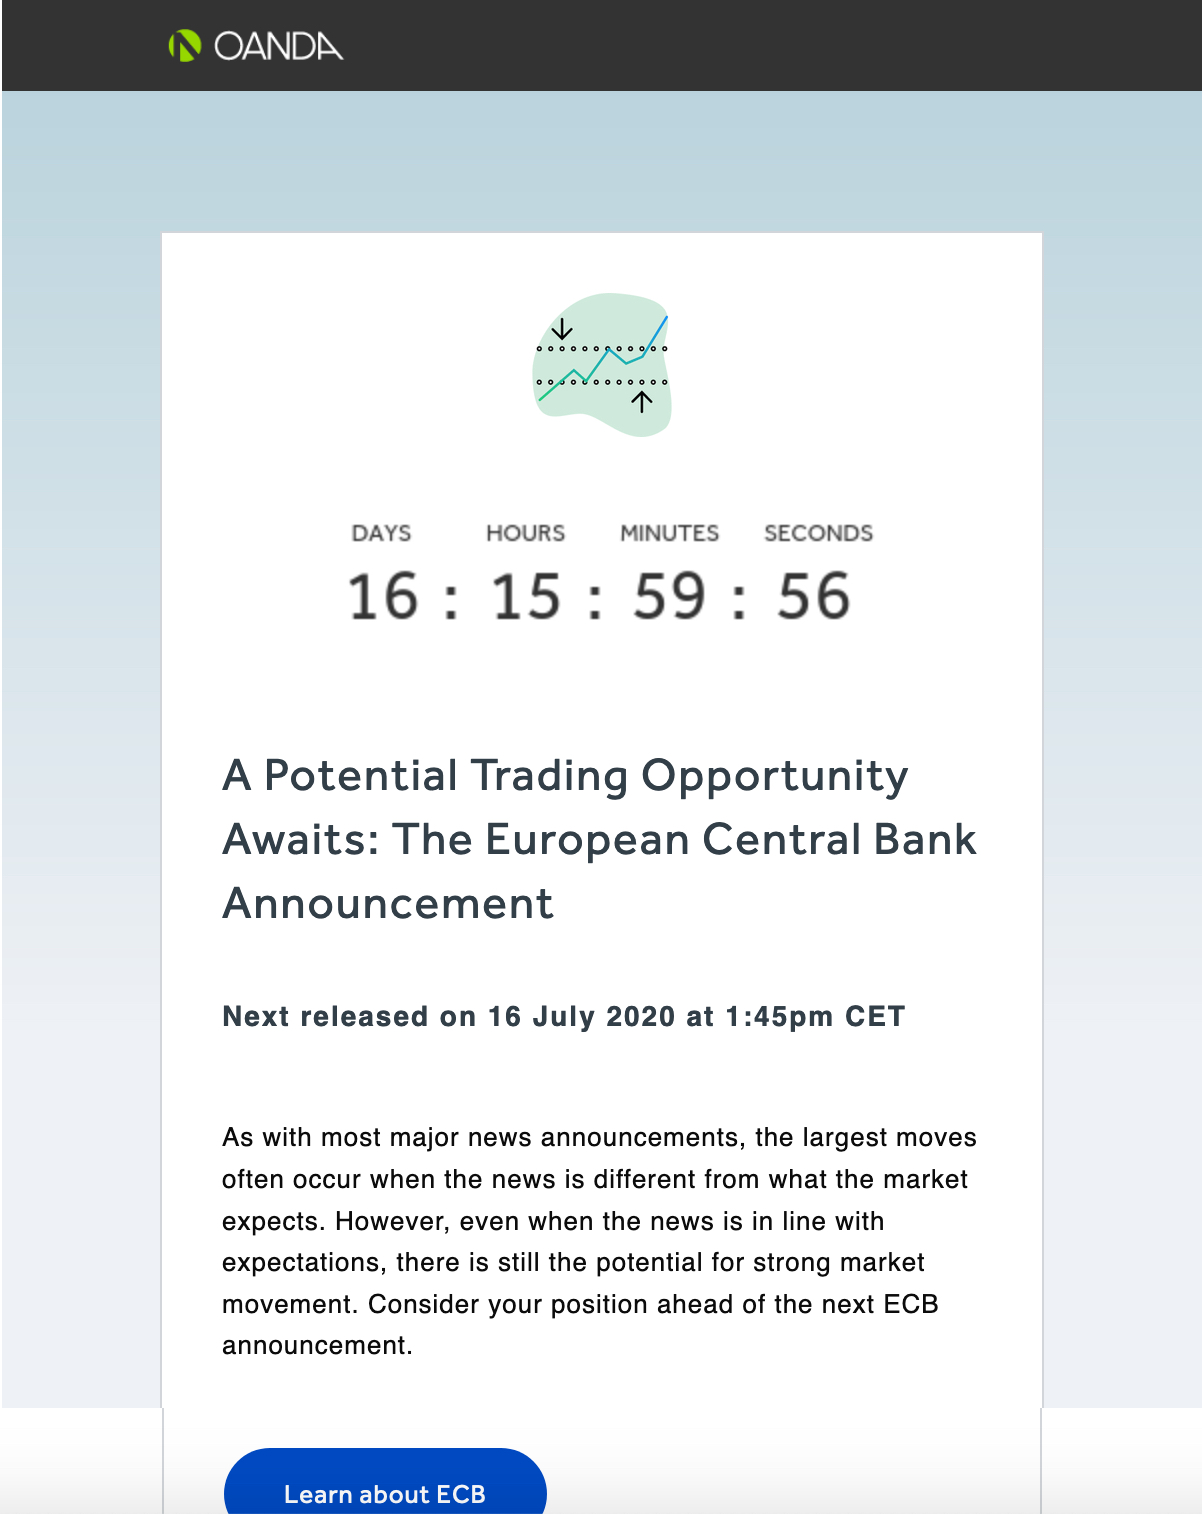 OANDA
DAYS HOURS MINUTES SECONDS
16 : 15 : 59 : 56
A Potential Trading Opportunity
Awaits: The European Central Bank
Announcement
Next released on 16 July 2020 at 1:45pm CET
As with most major news announcements, the largest moves
often occur when the news is different from what the market
expects. However, even when the news is in line with
expectations, there is still the potential for strong market
movement. Consider your position ahead of the next ECB
announcement.
Learn about ECB